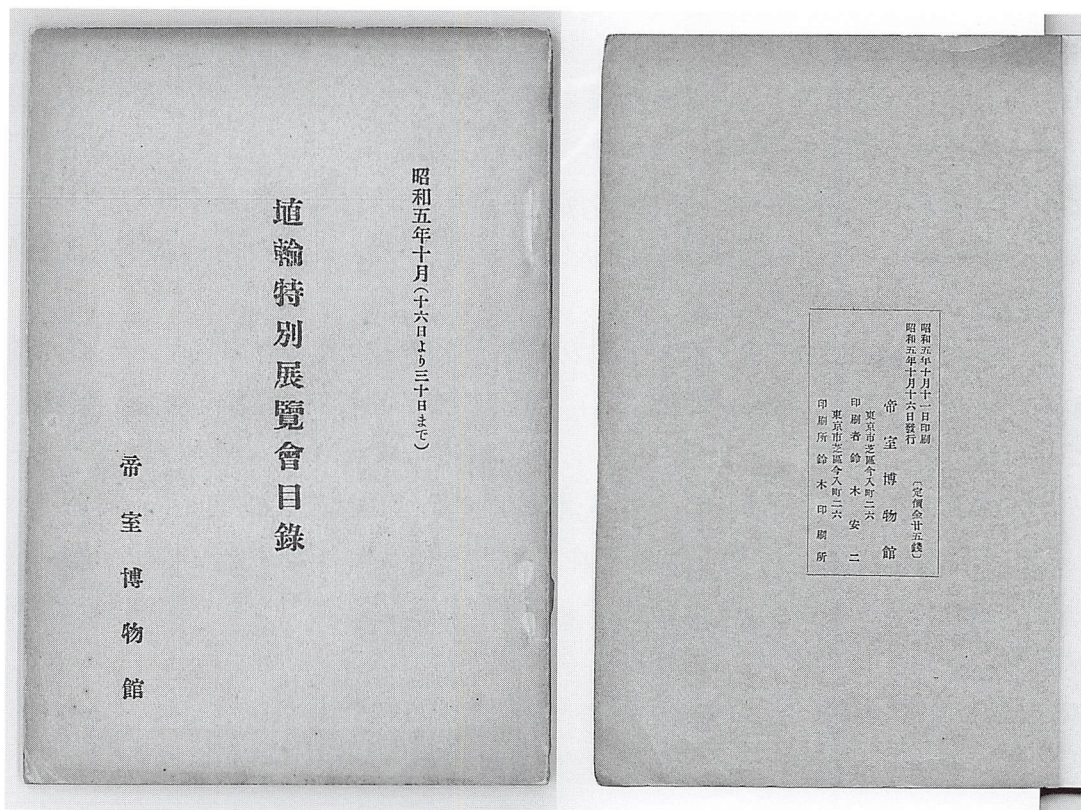 昭和五年十月(十六日より三十日まで)
埴輪特別展覽會目錄
帝室博物館
昭和五年十月十一日印刷
昭和五年十月十六日發行
〔定價金廿五錢〕
帝室博物館
東京市芝區今入町二六
印刷者鈴木安二
東京市芝區今入町二六
印刷所鈴木印刷所